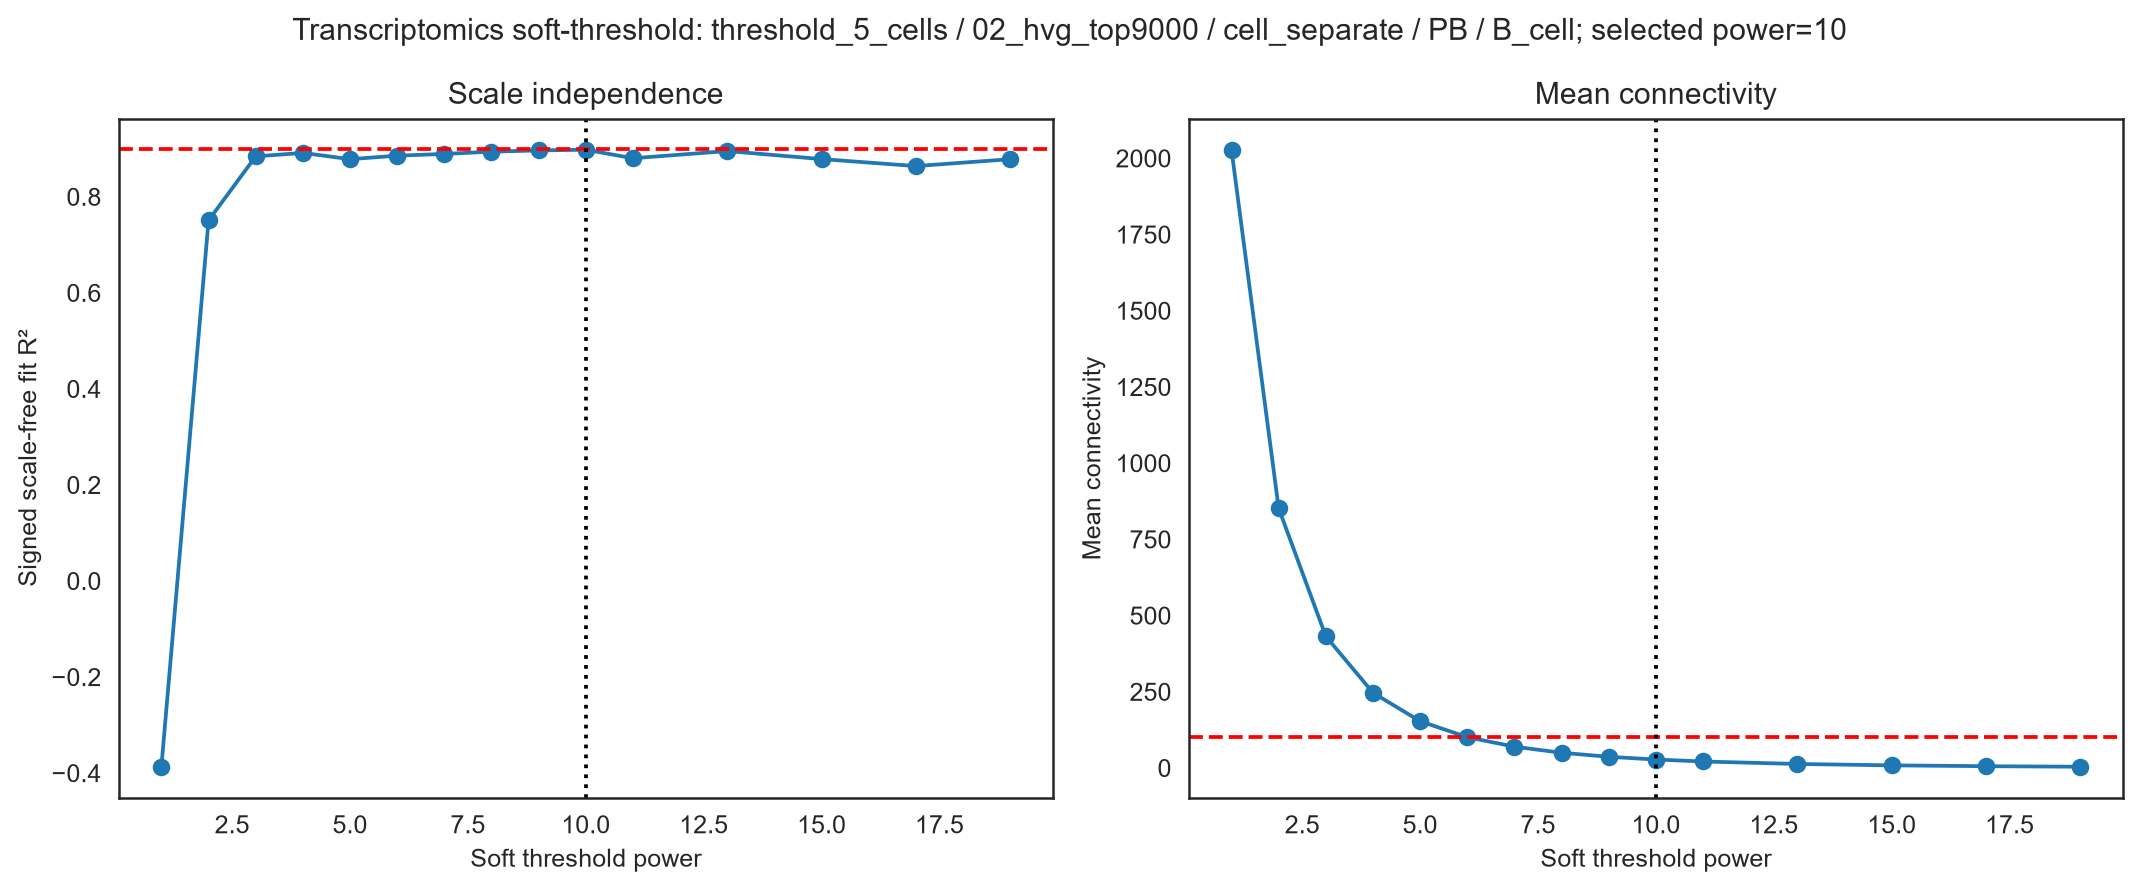 Transcriptomics soft-threshold: threshold_5_cells / 02_hvg_top9000 / cell_separate / PB / B_cell; selected power=10
Scale independence
Signed scale-free fit R²
0.8
0.6
0.4
0.2
0.0
−0.2
−0.4
2.5 5.0 7.5 10.0 12.5 15.0 17.5
Soft threshold power
Mean connectivity
Mean connectivity
2000
1750
1500
1250
1000
750
500
250
0
2.5 5.0 7.5 10.0 12.5 15.0 17.5
Soft threshold power